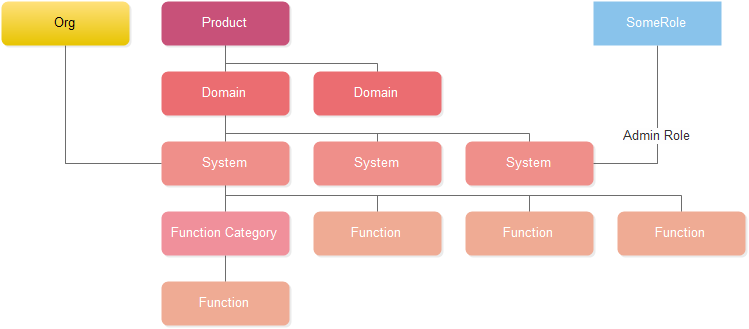 Org
Product
SomeRole
Domain
Domain
Admin Role
System
System
System
Function Category
Function
Function
Function
Function